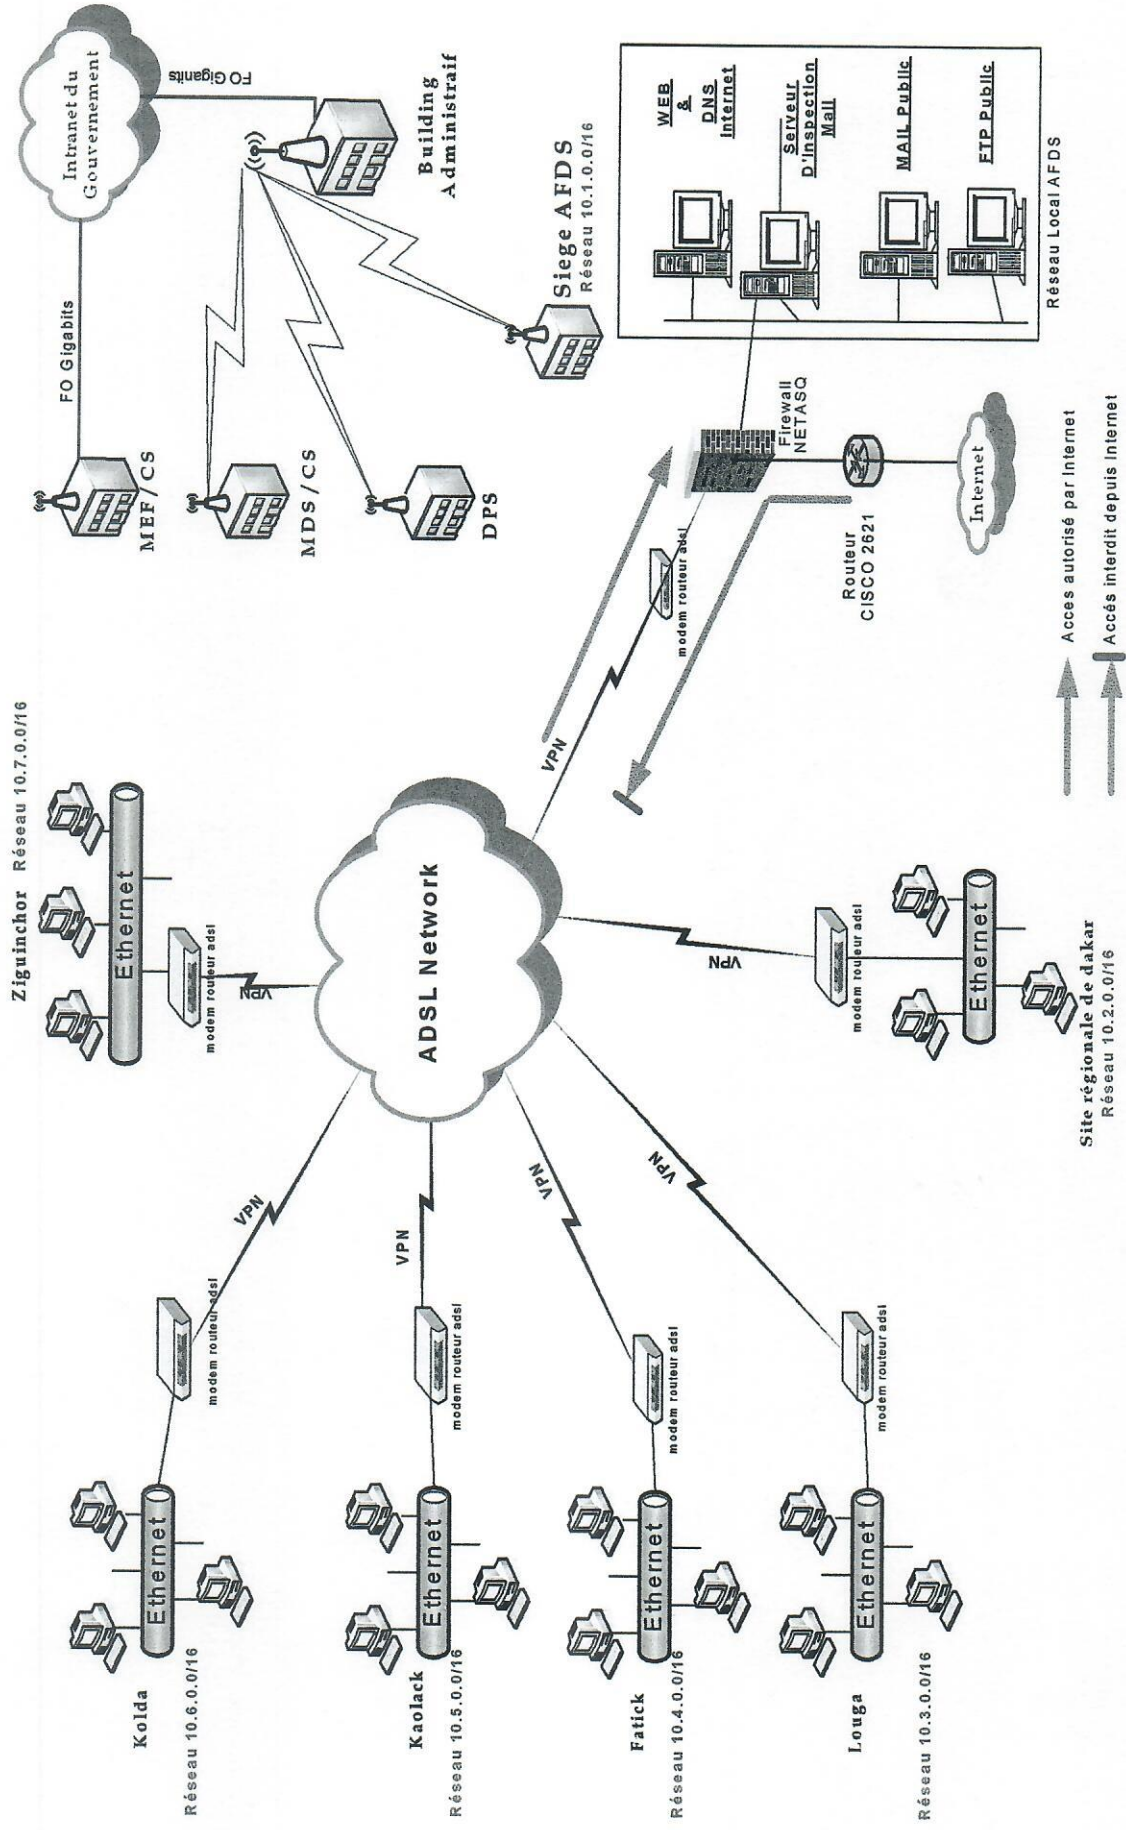 Ziguinchor Réseau 10.7.0.0/16
Ethernet
modem routeur adsl
VPN
Kolda
Réseau 10.6.0.0/16
Ethernet
modem routeur adsl
VPN
Kaolack
Réseau 10.5.0.0/16
Ethernet
modem routeur adsl
VPN
Fatick
Réseau 10.4.0.0/16
Ethernet
modem routeur adsl
VPN
Louga
Réseau 10.3.0.0/16
Ethernet
modem routeur adsl
VPN
Site régionale de dakar
Réseau 10.2.0.0/16
Ethernet
modem routeur adsl
VPN
ADSL Network
VPN
modem routeur adsl
MEF/CS
FO Gigabits
Intranet du
Gouvernement
FO Giganits
Building
Administraif
MDS/CS
DPS
Siege AFDS
Réseau 10.1.0.0/16
Firewall
NETASQ
Routeur
CISCO 2621
Internet
WEB
&
DNS
Internet
Serveur
D'Inspection
Mail
MAIL Public
FTP Public
Réseau Local AFDS
Acces autorisé par Internet
Accés interdit depuis Internet